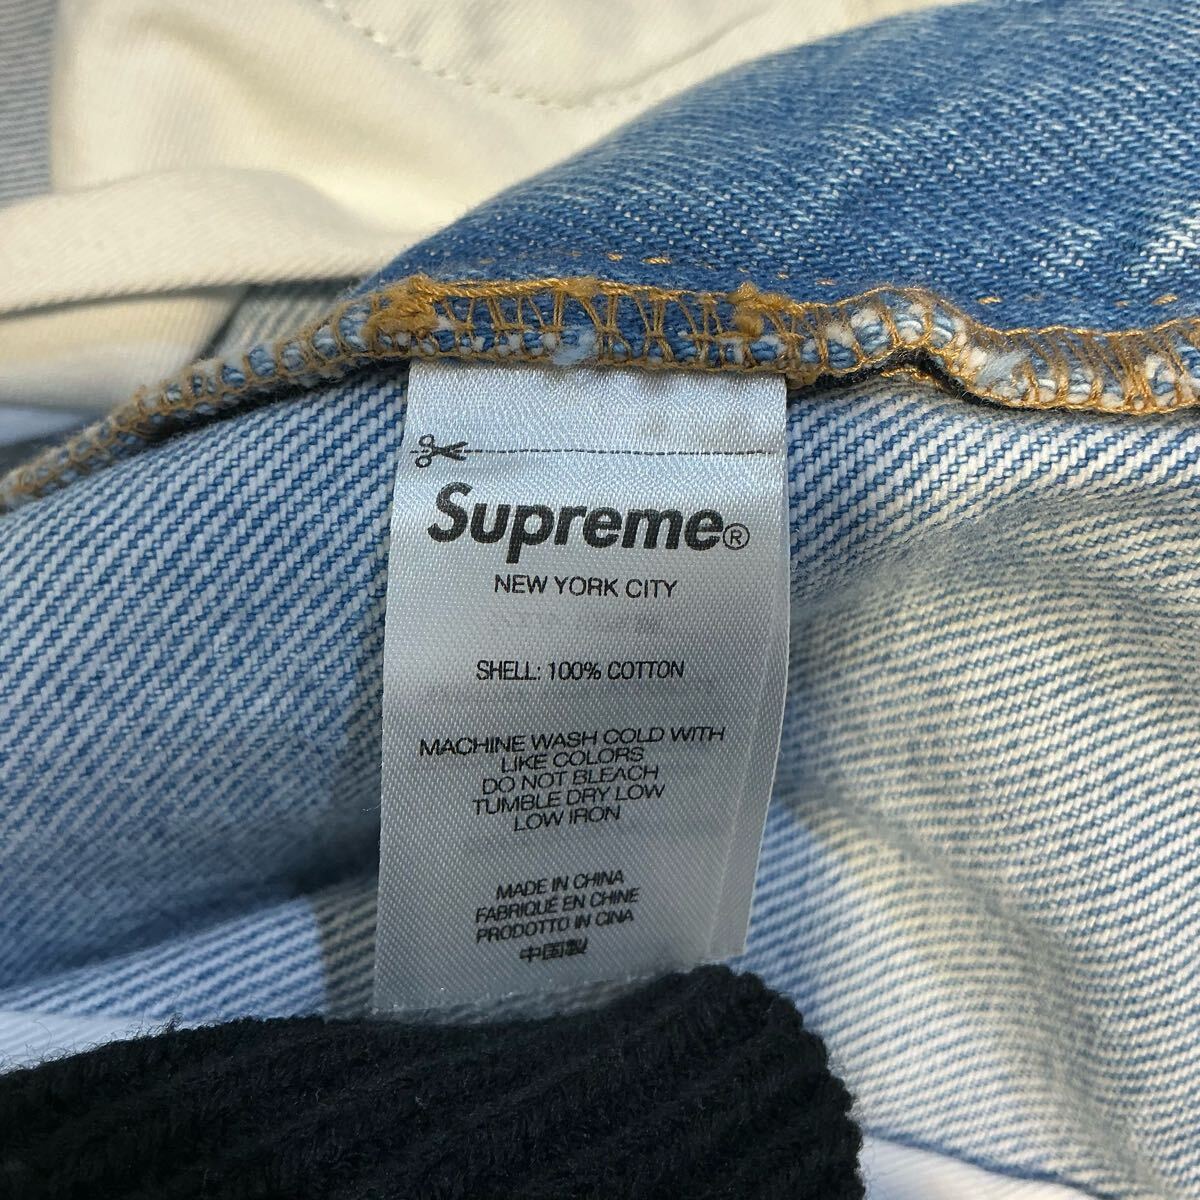 Supreme®
NEW YORK CITY
SHELL: 100% COTTON
MACHINE WASH COLD WITH
LIKE COLORS
DO NOT BLEACH
TUMBLE DRY LOW
LOW IRON
MADE IN CHINA
FABRIQUÉ EN CHINE
PRODOTTO IN CINA
中国製